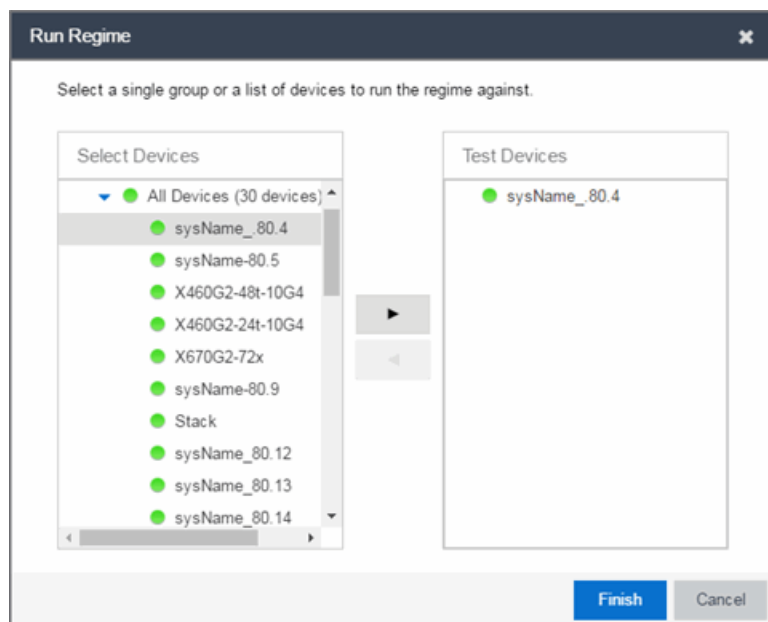 Run Regime
Select a single group or a list of devices to run the regime against.
Select Devices
All Devices (30 devices)
sysName_.80.4
sysName-80.5
X460G2-48t-10G4
X460G2-24t-10G4
X670G2-72x
sysName-80.9
Stack
sysName_80.12
sysName_80.13
sysName_80.14
Test Devices
sysName_.80.4
Finish
Cancel